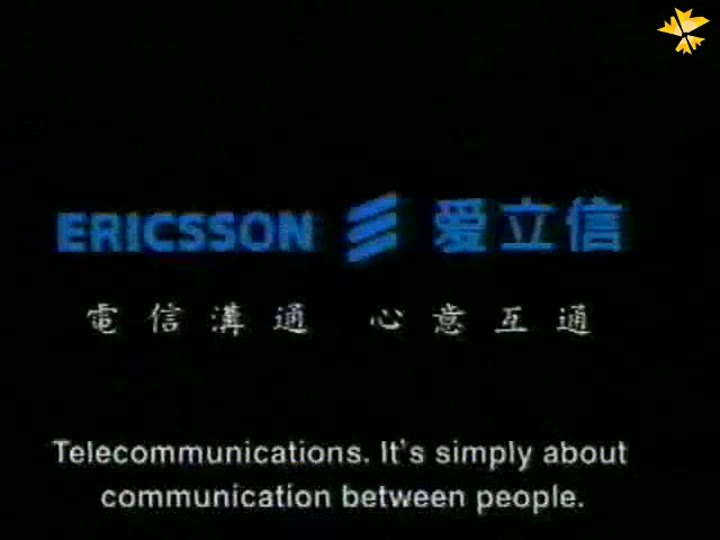 ERICSSON 爱立信
電信溝通 心意互通
Telecommunications. It's simply about
communication between people.